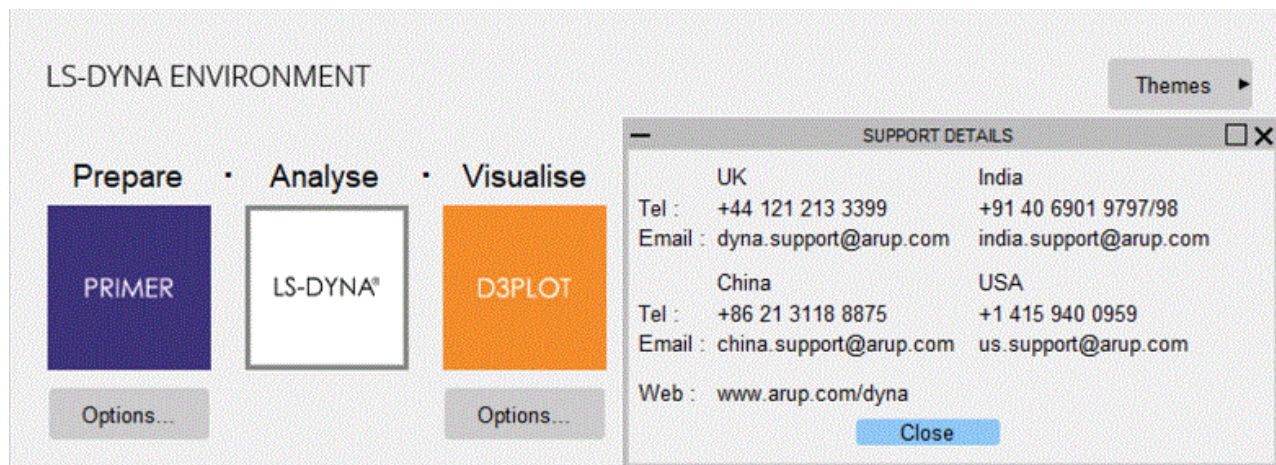 LS-DYNA ENVIRONMENT
Themes
Prepare · Analyse · Visualise
PRIMER
LS-DYNA®
D3PLOT
Options...
Options...
SUPPORT DETAILS
UK India
Tel : +44 121 213 3399 +91 40 6901 9797/98
Email : dyna.support@arup.com india.support@arup.com
China USA
Tel : +86 21 3118 8875 +1 415 940 0959
Email : china.support@arup.com us.support@arup.com
Web : www.arup.com/dyna
Close